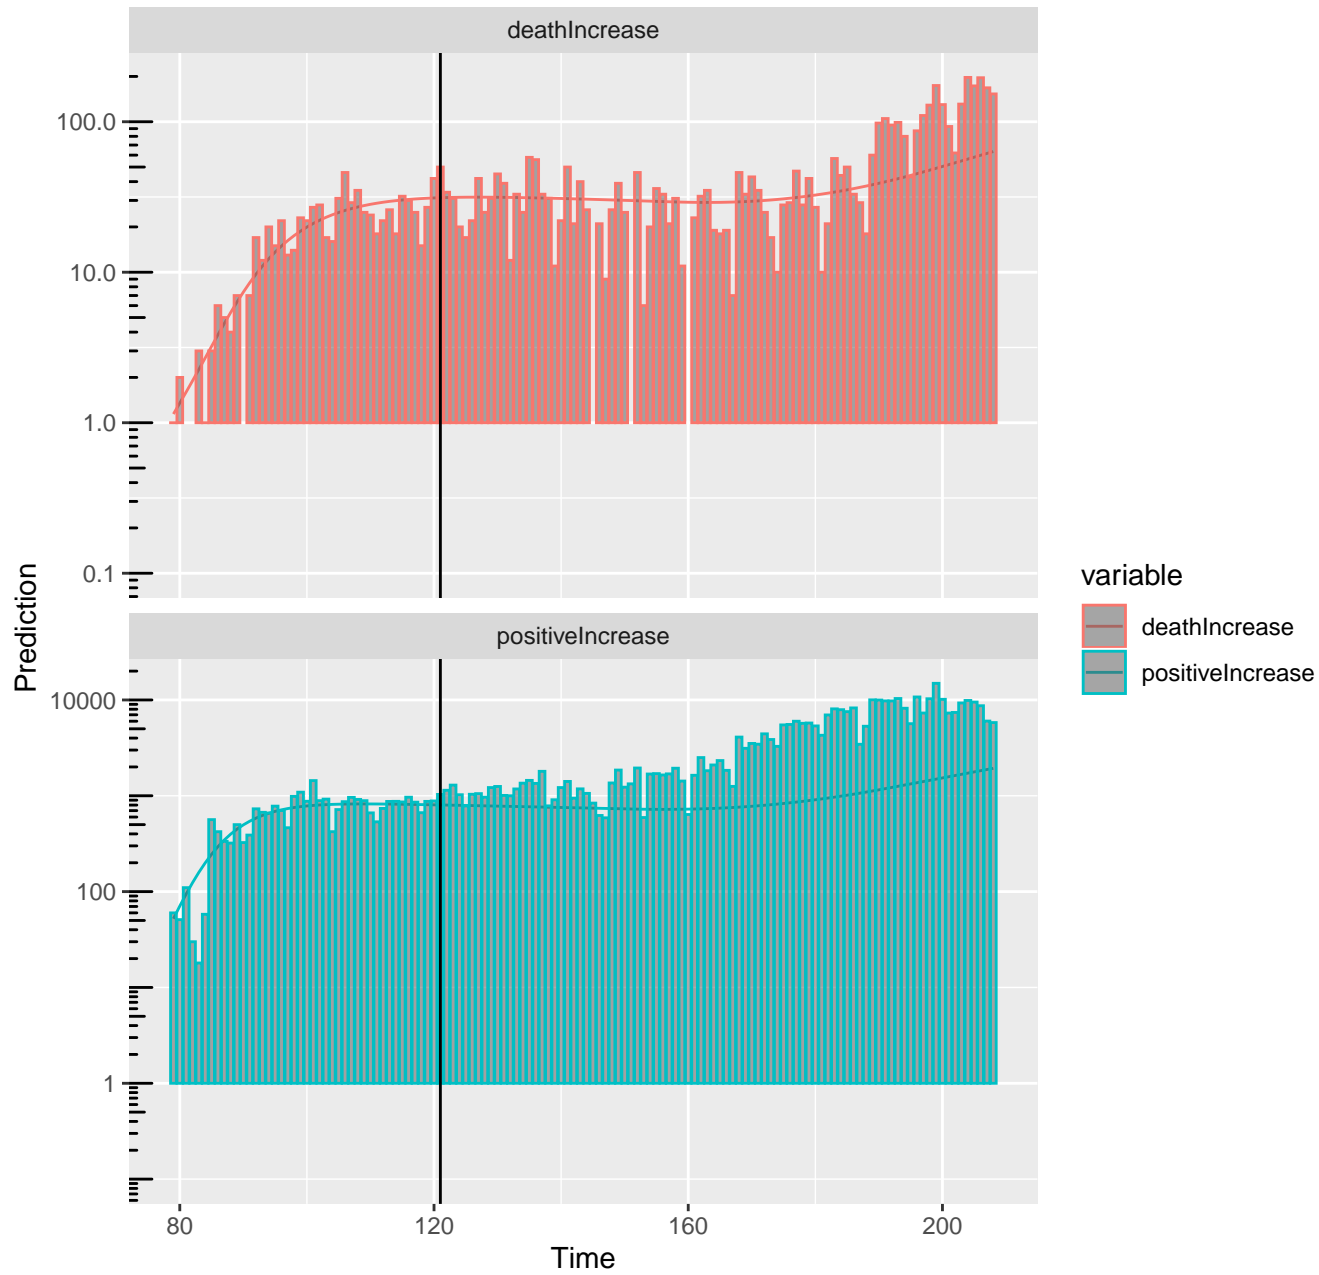 deathIncrease
100.0
10.0
1.0
0.1
Prediction
positiveIncrease
10000
100
1
80 120 160 200
Time
variable
deathIncrease
positiveIncrease